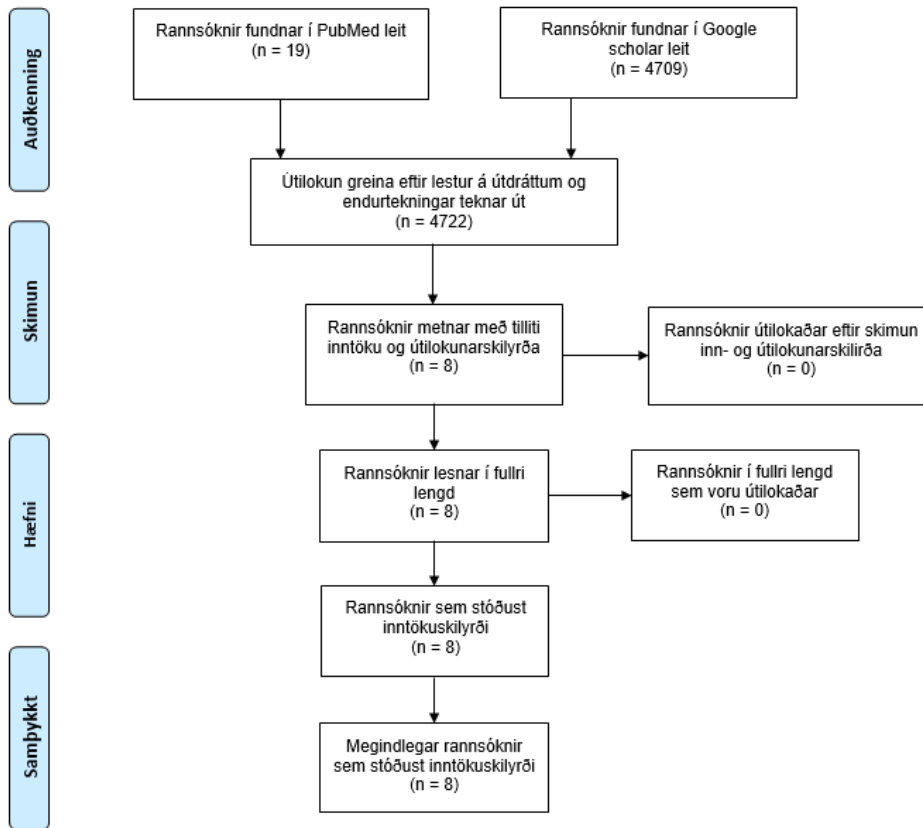 Auðkenning
Rannsóknir fundnar í PubMed leit
(n = 19)
Rannsóknir fundnar í Google
scholar leit
(n = 4709)
Útilokun greina eftir lestur á útdráttum og
endurtekningar teknar út
(n = 4722)
Skimun
Rannsóknir metnar með tilliti
inntöku og útilokunarskilyrða
(n = 8)
Rannsóknir útilokaðar eftir skimun
inn- og útilokunarskilirða
(n = 0)
Hæfni
Rannsóknir lesnar í fullri
lengd
(n = 8)
Rannsóknir í fullri lengd
sem voru útilokaðar
(n = 0)
Rannsóknir sem stóðust
inntökuskilyrði
(n = 8)
Samþykkt
Megindlegar rannsóknir
sem stóðust inntökuskilyrði
(n = 8)